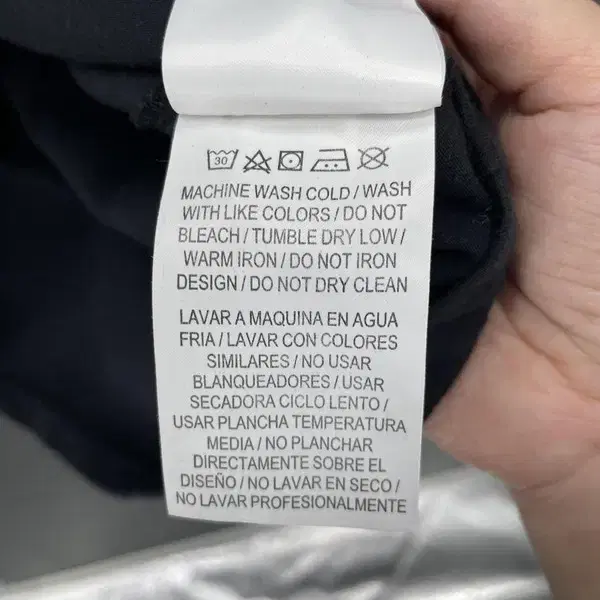 30
MACHINE WASH COLD / WASH
WITH LIKE COLORS / DO NOT
BLEACH / TUMBLE DRY LOW /
WARM IRON / DO NOT IRON
DESIGN / DO NOT DRY CLEAN
LAVAR A MAQUINA EN AGUA
FRIA / LAVAR CON COLORES
SIMILARES / NO USAR
BLANQUEADORES / USAR
SECADORA CICLO LENTO /
USAR PLANCHA TEMPERATURA
MEDIA / NO PLANCHAR
DIRECTAMENTE SOBRE EL
DISEÑO / NO LAVAR EN SECO /
NO LAVAR PROFESIONALMENTE